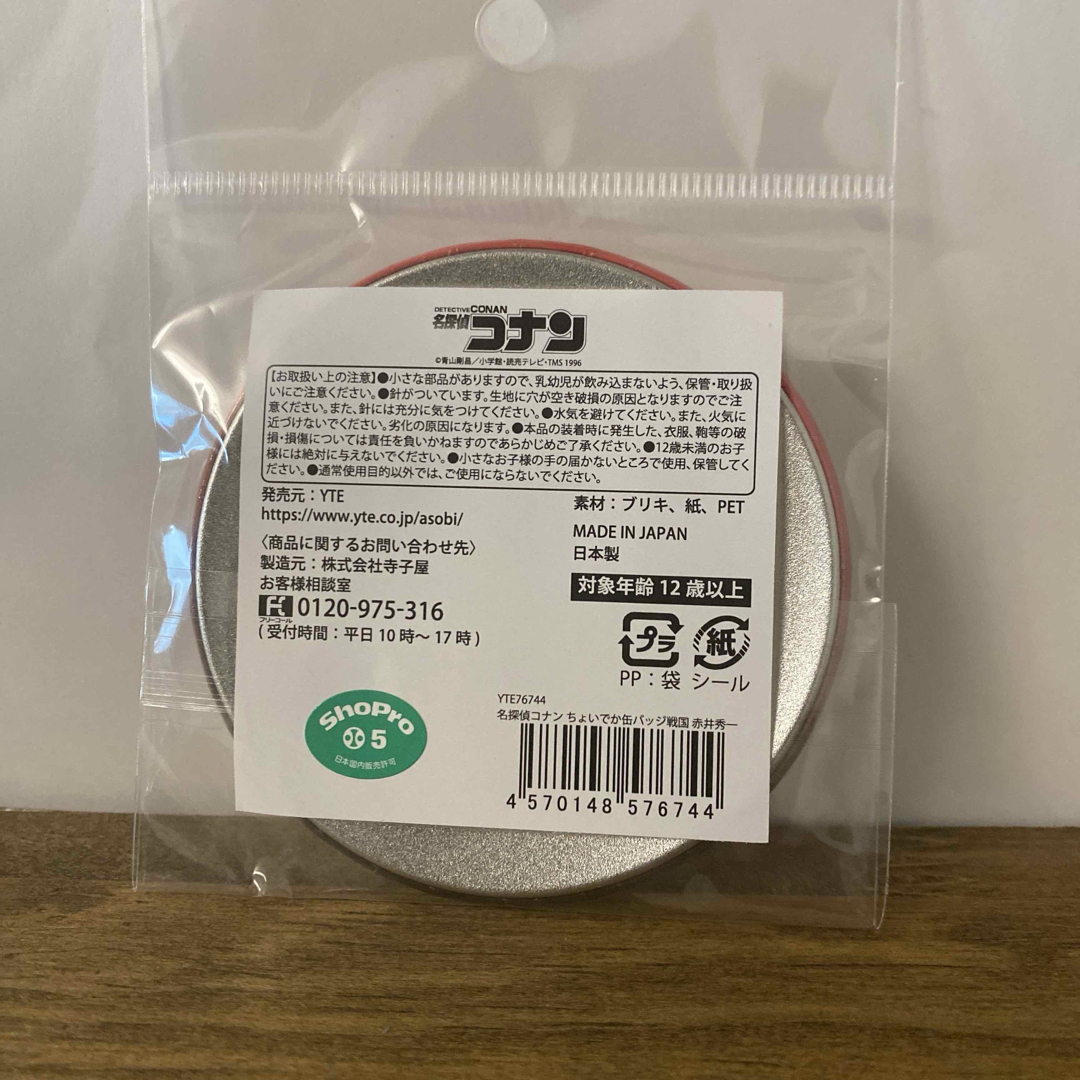 DETECTIVE CONAN
名探偵コナン
©青山剛昌／小学館・読売テレビ・TMS 1996
【お取扱い上の注意】●小さな部品がありますので、乳幼児が飲み込まないよう、保管・取り扱
いにご注意ください。●針がついています。生地に穴が空き破損の原因となりますのでご注
意ください。また、針には充分に気をつけてください。●水気を避けてください。また、火気に
近づけないでください。劣化の原因になります。●本品の装着時に発生した、衣服、鞄等の破
損・損傷については責任を負いかねますのであらかじめご了承ください。●12歳未満のお子
様には絶対に与えないでください。●小さなお子様の手の届かないところで使用、保管してく
ださい。●通常使用目的以外では、ご使用にならないでください。
発売元：YTE
https://www.yte.co.jp/asobi/
〈商品に関するお問い合わせ先〉
製造元：株式会社寺子屋
お客様相談室
フリーコール 0120-975-316
(受付時間：平日10時～17時)
素材：ブリキ、紙、PET
MADE IN JAPAN
日本製
対象年齢12歳以上
プラ 紙
PP：袋 シール
ShoPro
小 5
日本国内販売許可
YTE76744
名探偵コナン ちょいでか缶バッジ戦国 赤井秀一
4 570148 576744